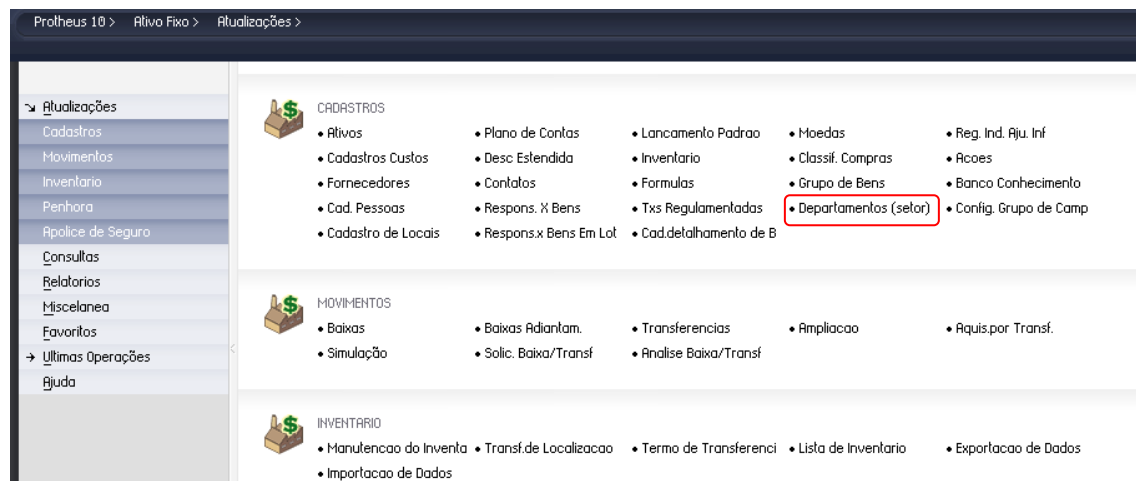 Protheus 10 > Ativo Fixo > Atualizações >
Atualizações
Cadastros
Movimentos
Inventario
Penhora
Apolice de Seguro
Consultas
Relatorios
Miscelanea
Favoritos
Ultimas Operações
Ajuda
CADASTROS
• Ativos • Plano de Contas • Lancamento Padrao • Moedas • Reg. Ind. Aju. Inf
• Cadastros Custos • Desc Estendida • Inventario • Classif. Compras • Acoes
• Fornecedores • Contatos • Formulas • Grupo de Bens • Banco Conhecimento
• Cad. Pessoas • Respons. X Bens • Txs Regulamentadas • Departamentos (setor) • Config. Grupo de Camp
• Cadastro de Locais • Respons.x Bens Em Lot • Cad.detalhamento de B
MOVIMENTOS
• Baixas • Baixas Adiantam. • Transferencias • Ampliacao • Aquis.por Transf.
• Simulação • Solic. Baixa/Transf • Analise Baixa/Transf
INVENTARIO
• Manutencao do Inventa • Transf.de Localizacao • Termo de Transferenci • Lista de Inventario • Exportacao de Dados
• Importacao de Dados